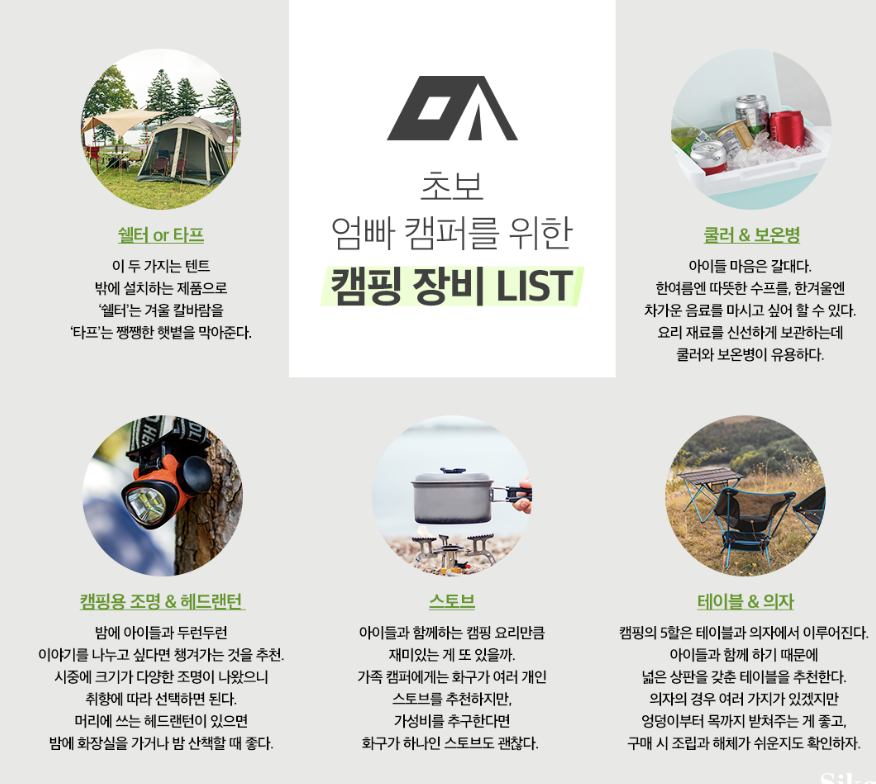 초보
엄빠 캠퍼를 위한
캠핑 장비 LIST
쉘터 or 타프
이 두 가지는 텐트
밖에 설치하는 제품으로
‘쉘터’는 겨울 칼바람을
‘타프’는 쨍쨍한 햇볕을 막아준다.
쿨러 & 보온병
아이들 마음은 갈대다.
한여름엔 따뜻한 수프를, 한겨울엔
차가운 음료를 마시고 싶어 할 수 있다.
요리 재료를 신선하게 보관하는데
쿨러와 보온병이 유용하다.
캠핑용 조명 & 헤드랜턴
밤에 아이들과 두런두런
이야기를 나누고 싶다면 챙겨가는 것을 추천.
시중에 크기가 다양한 조명이 나왔으니
취향에 따라 선택하면 된다.
머리에 쓰는 헤드랜턴이 있으면
밤에 화장실을 가거나 밤 산책할 때 좋다.
스토브
아이들과 함께하는 캠핑 요리만큼
재미있는 게 또 있을까.
가족 캠퍼에게는 화구가 여러 개인
스토브를 추천하지만,
가성비를 추구한다면
화구가 하나인 스토브도 괜찮다.
테이블 & 의자
캠핑의 5할은 테이블과 의자에서 이루어진다.
아이들과 함께 하기 때문에
넓은 상판을 갖춘 테이블을 추천한다.
의자의 경우 여러 가지가 있겠지만
엉덩이부터 목까지 받쳐주는 게 좋고,
구매 시 조립과 해체가 쉬운지도 확인하자.